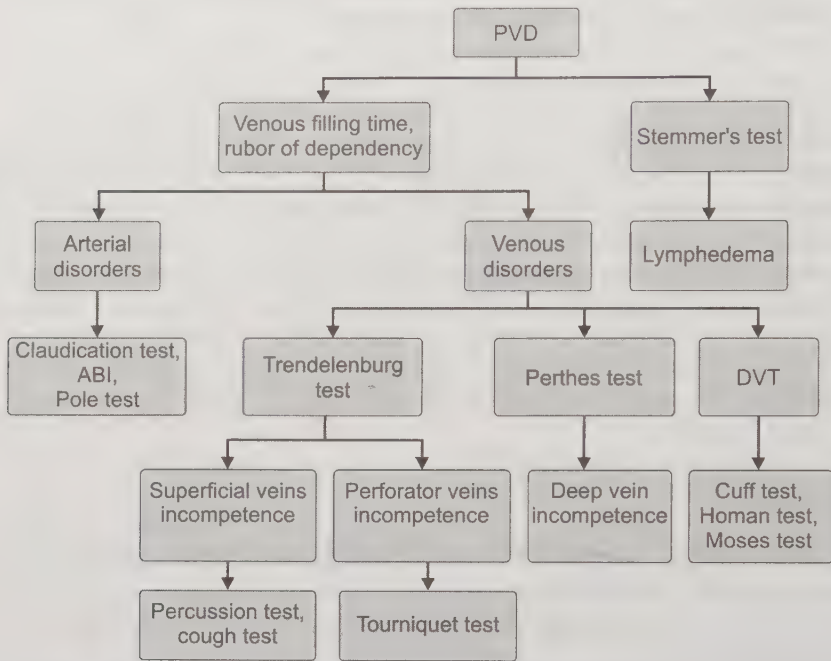 PVD
Venous filling time,
rubor of dependency
Stemmer's test
Arterial
disorders
Venous
disorders
Lymphedema
Claudication test,
ABI,
Pole test
Trendelenburg
test
Perthes test
DVT
Superficial veins
incompetence
Perforator veins
incompetence
Deep vein
incompetence
Cuff test,
Homan test,
Moses test
Percussion test,
cough test
Tourniquet test